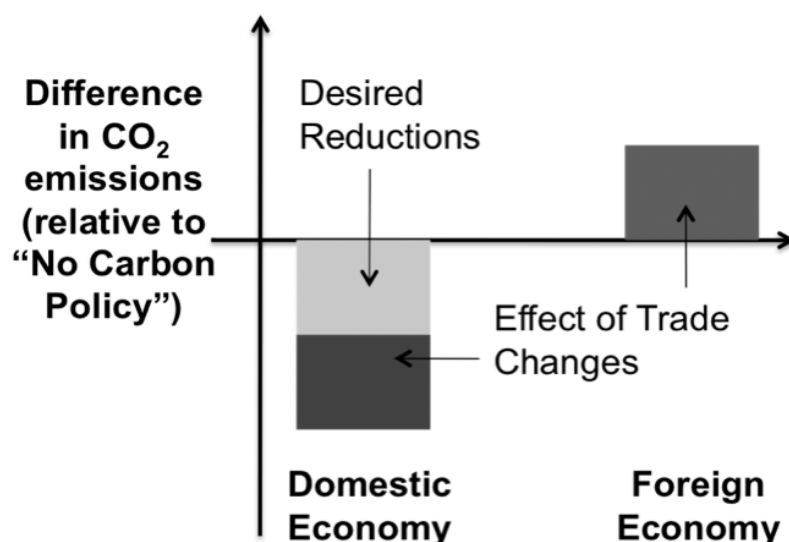 Difference
in CO₂
emissions
(relative to
“No Carbon
Policy”)
Desired
Reductions
Effect of Trade
Changes
Domestic
Economy
Foreign
Economy